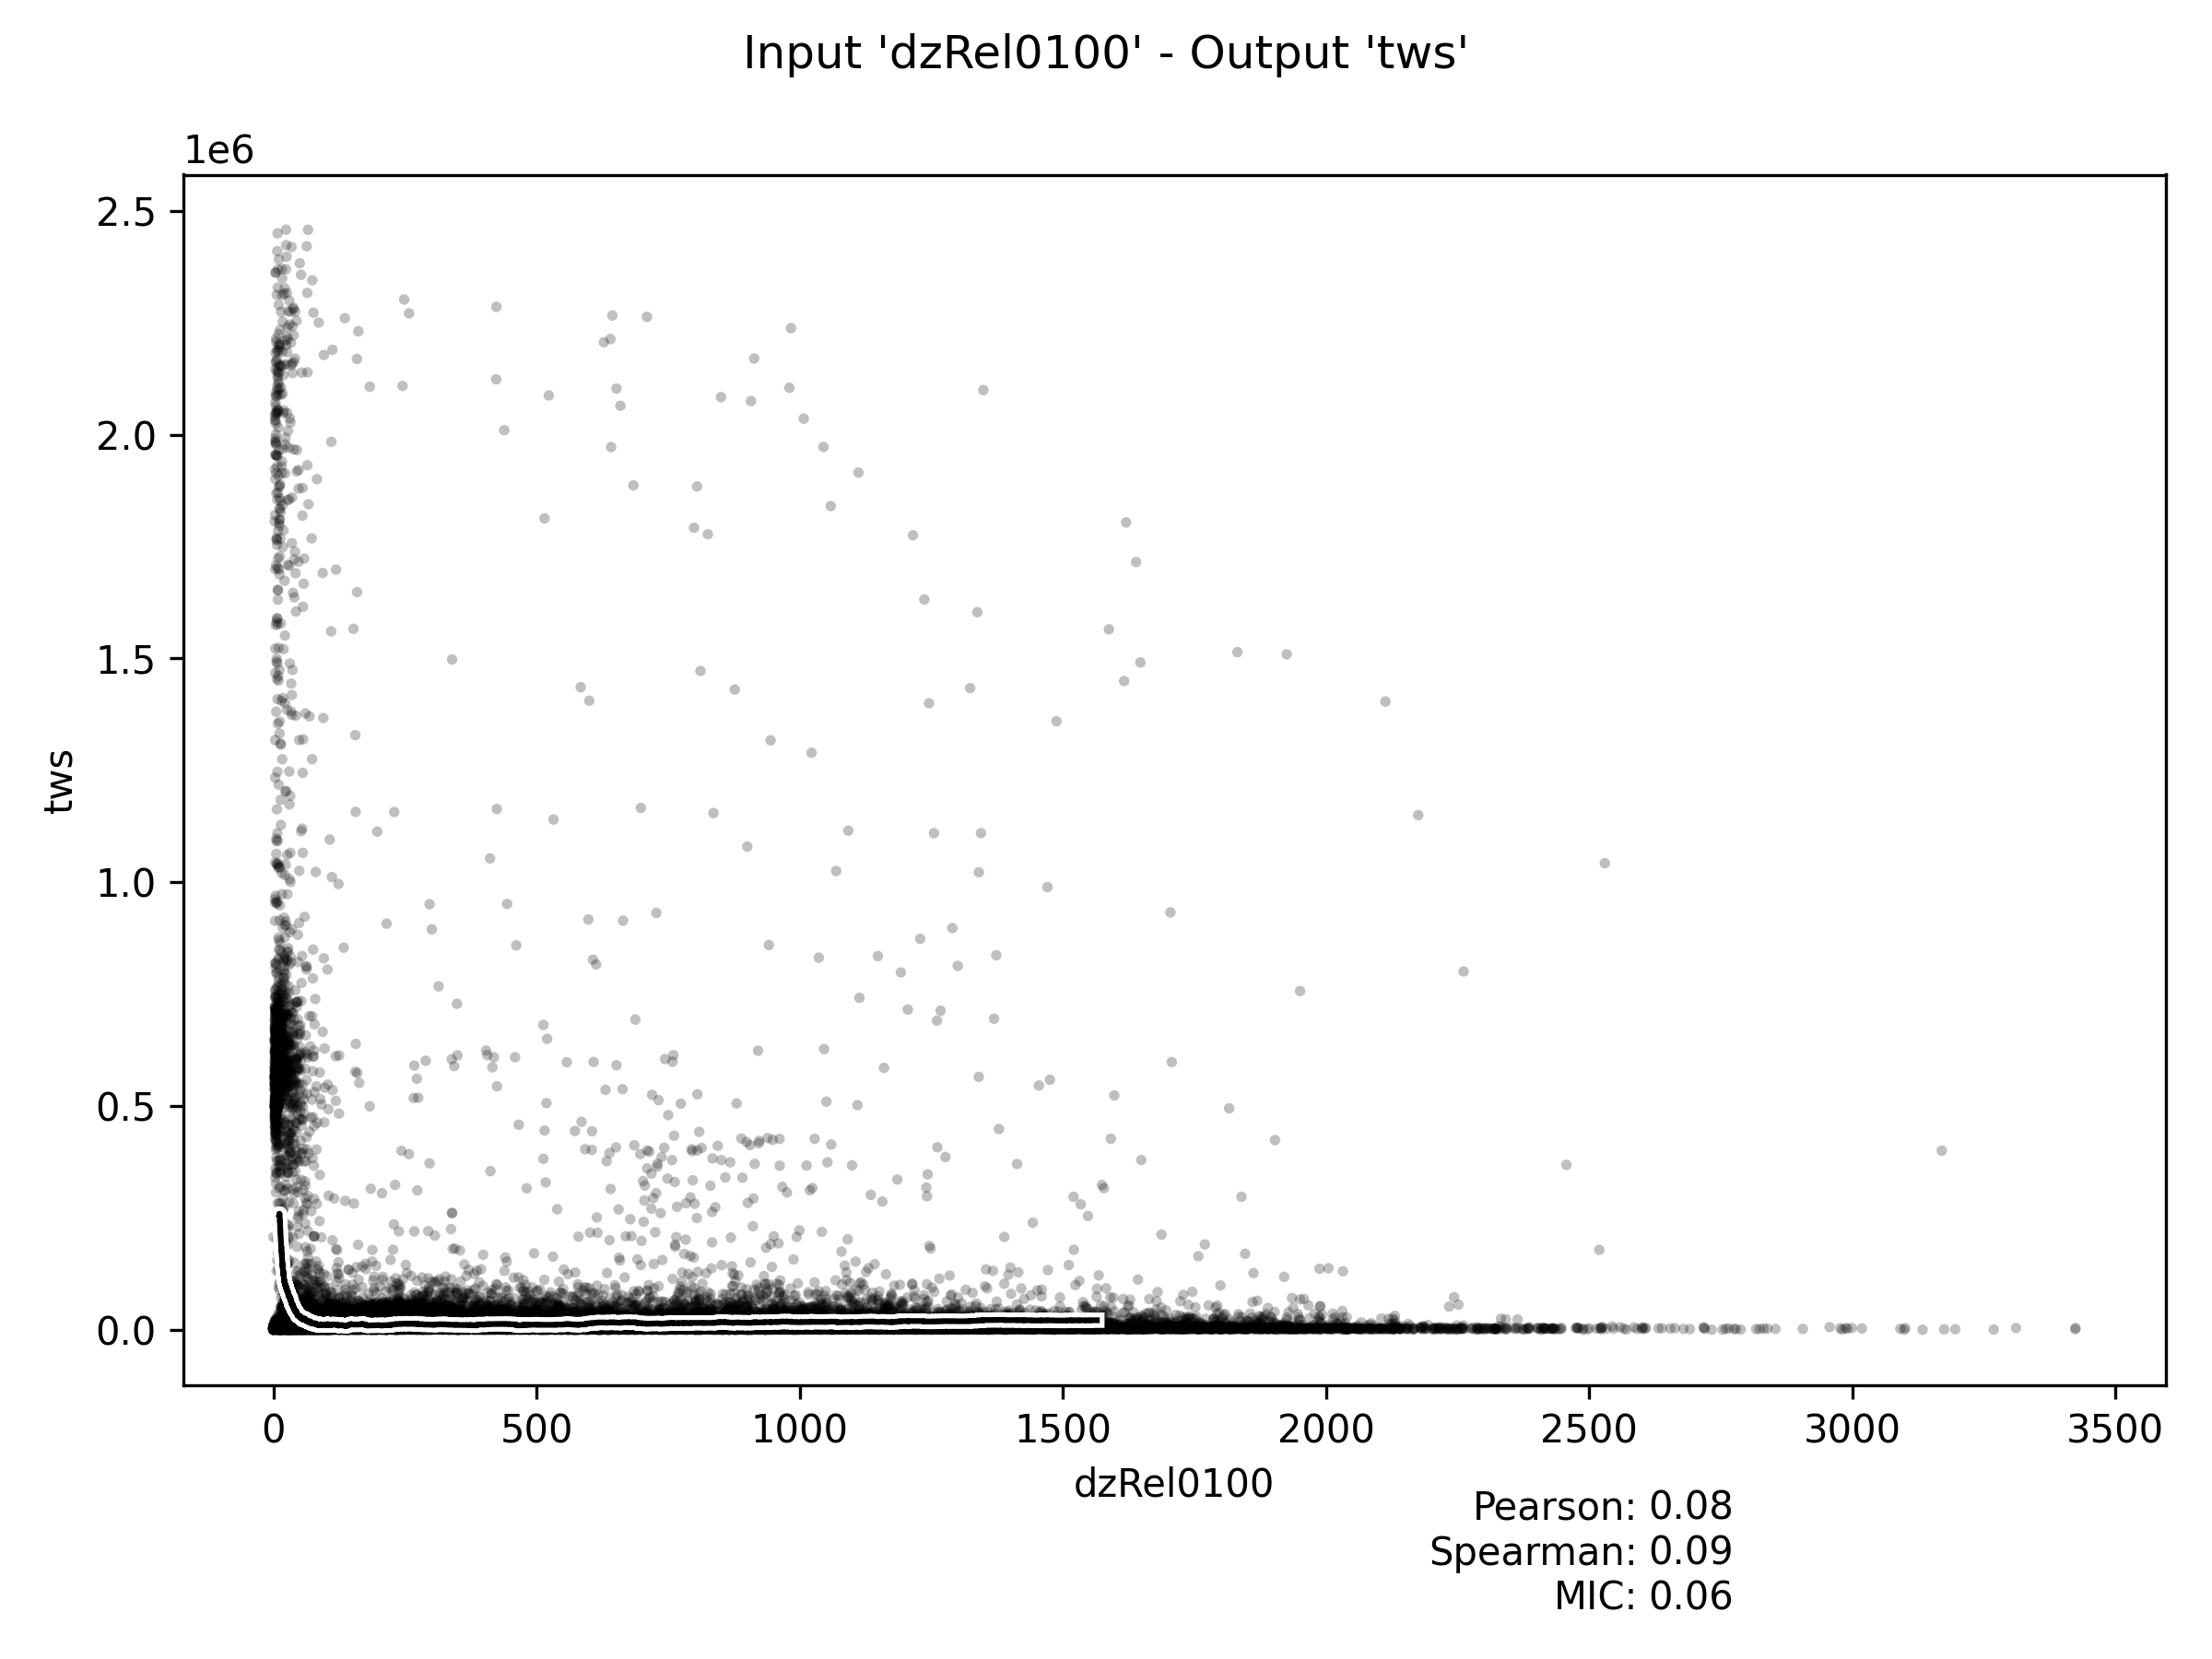 Input 'dzRel0100' - Output 'tws'
1e6
2.5
2.0
1.5
1.0
0.5
0.0
tws
0 500 1000 1500 2000 2500 3000 3500
dzRel0100
Pearson: 0.08
Spearman: 0.09
MIC: 0.06